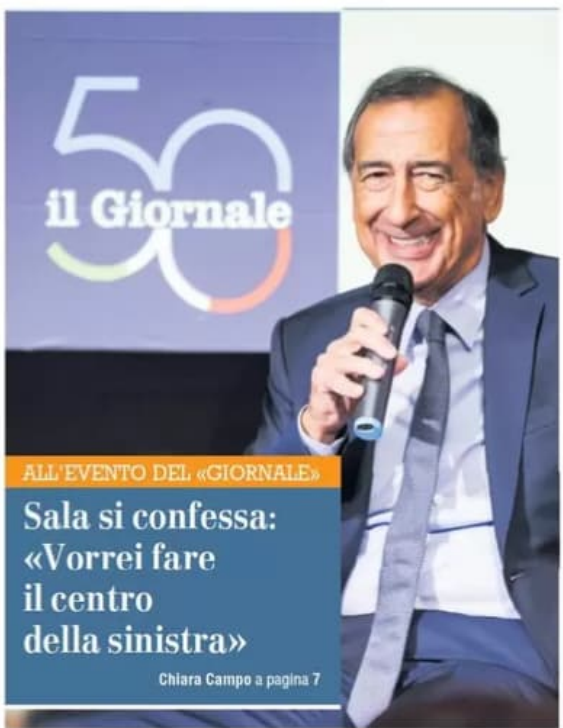 50
il Giornale
ALL'EVENTO DEL «GIORNALE»
Sala si confessa:
«Vorrei fare
il centro
della sinistra»
Chiara Campo a pagina 7